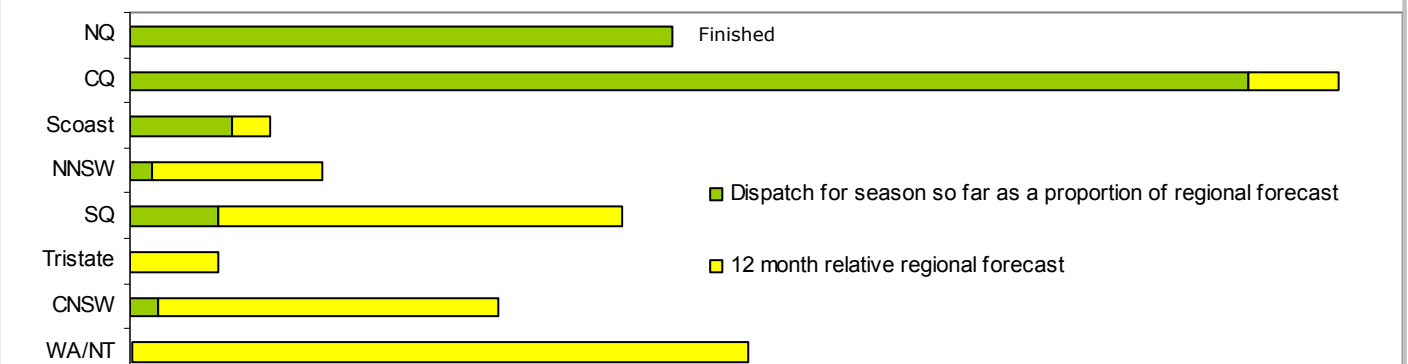 NQ
Finished
CQ
Scoast
NNSW
Dispatch for season so far as a proportion of regional forecast
SQ
Tristate
12 month relative regional forecast
CNSW
WA/NT